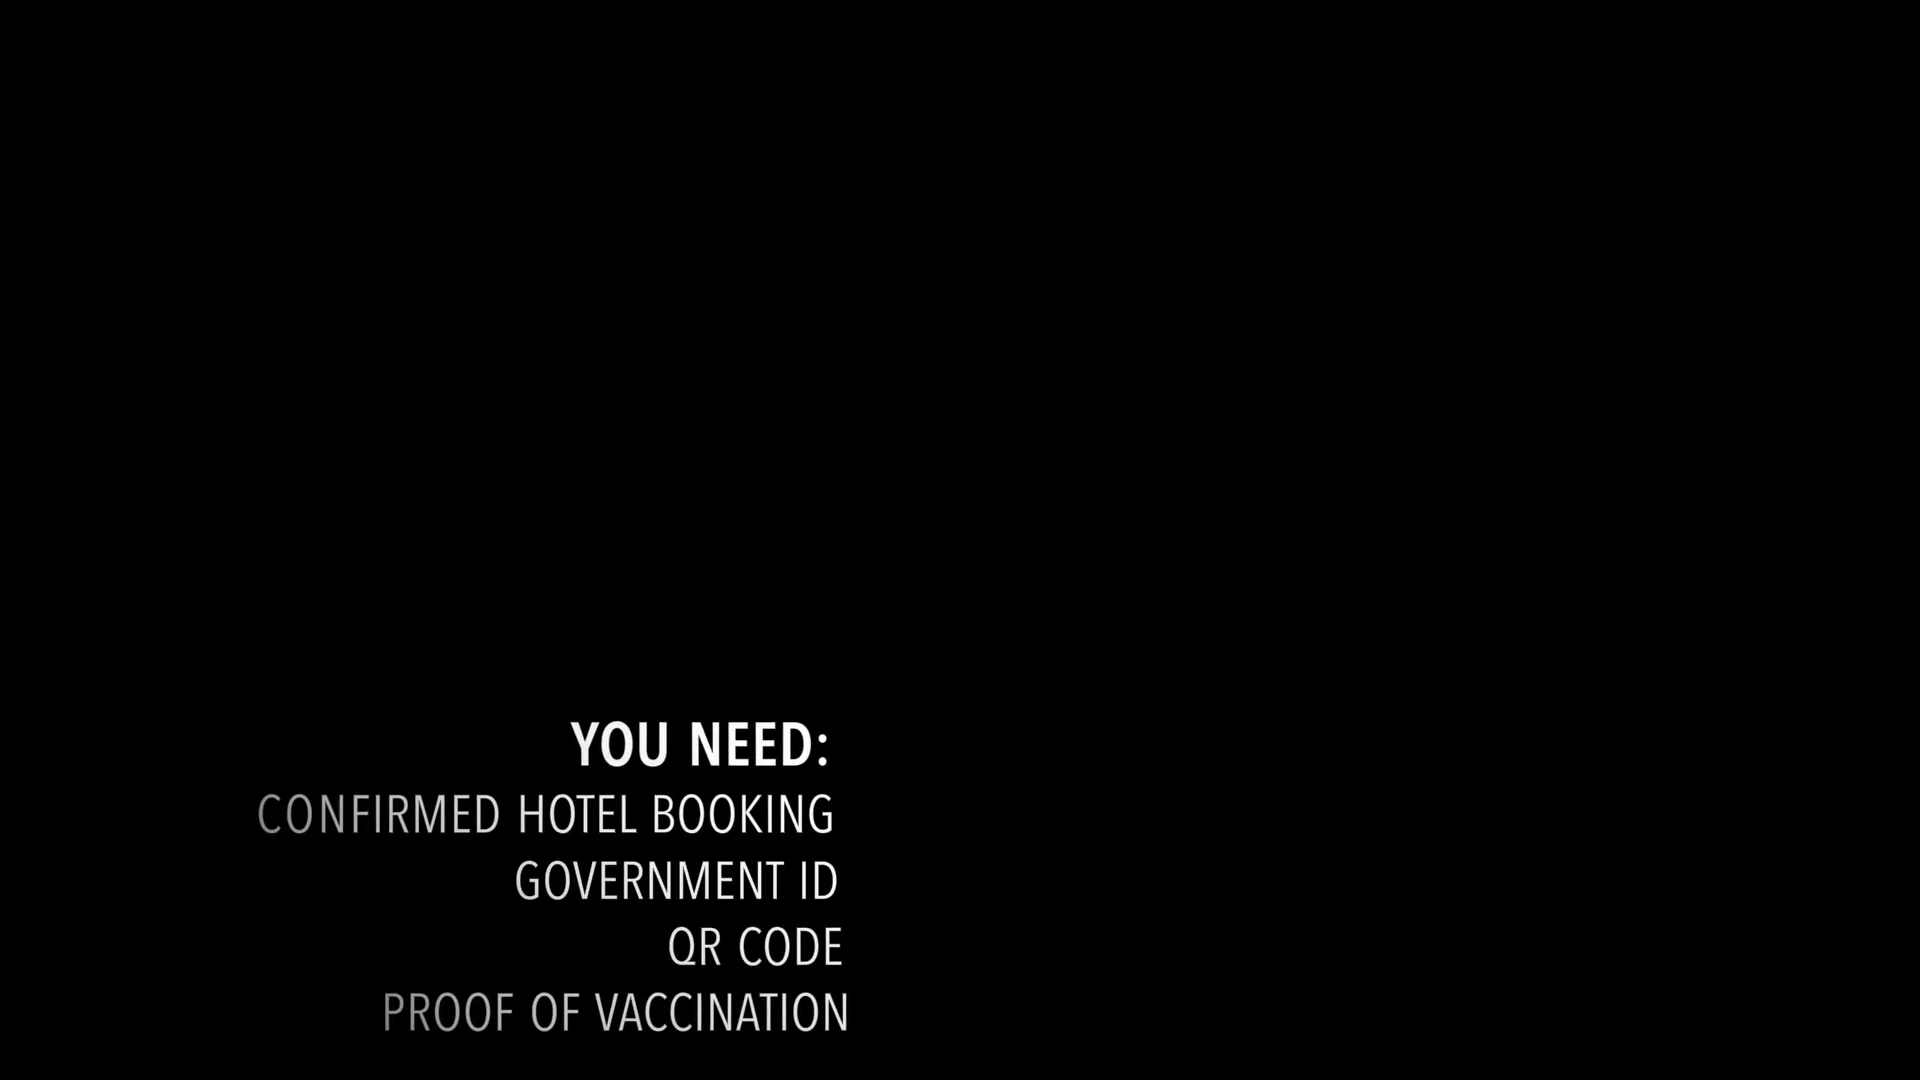 YOU NEED:
CONFIRMED HOTEL BOOKING
GOVERNMENT ID
QR CODE
PROOF OF VACCINATION